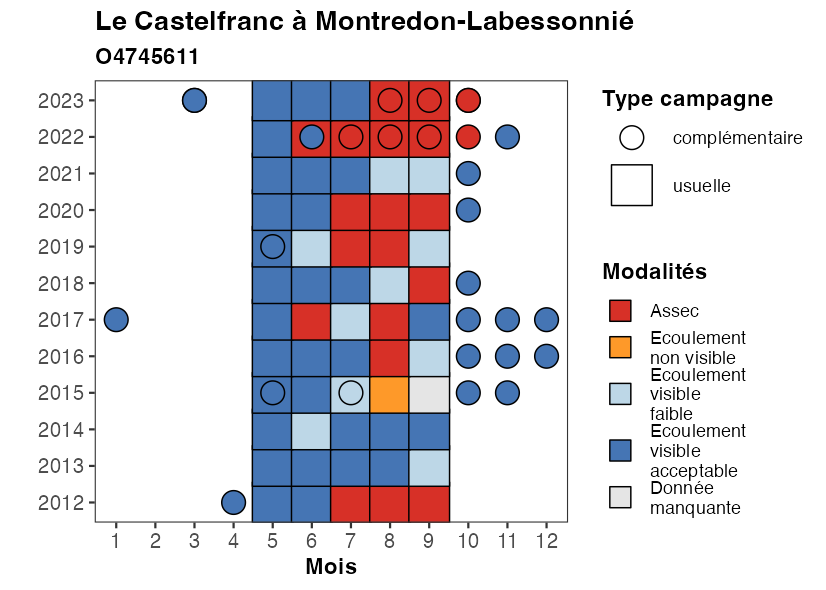 Le Castelfranc à Montredon-Labessonnié
O4745611
2023
2022
2021
2020
2019
2018
2017
2016
2015
2014
2013
2012
1 2 3 4 5 6 7 8 9 10 11 12
Mois
Type campagne
complémentaire
usuelle
Modalités
Assec
Ecoulement
non visible
Ecoulement
visible
faible
Ecoulement
visible
acceptable
Donnée
manquante